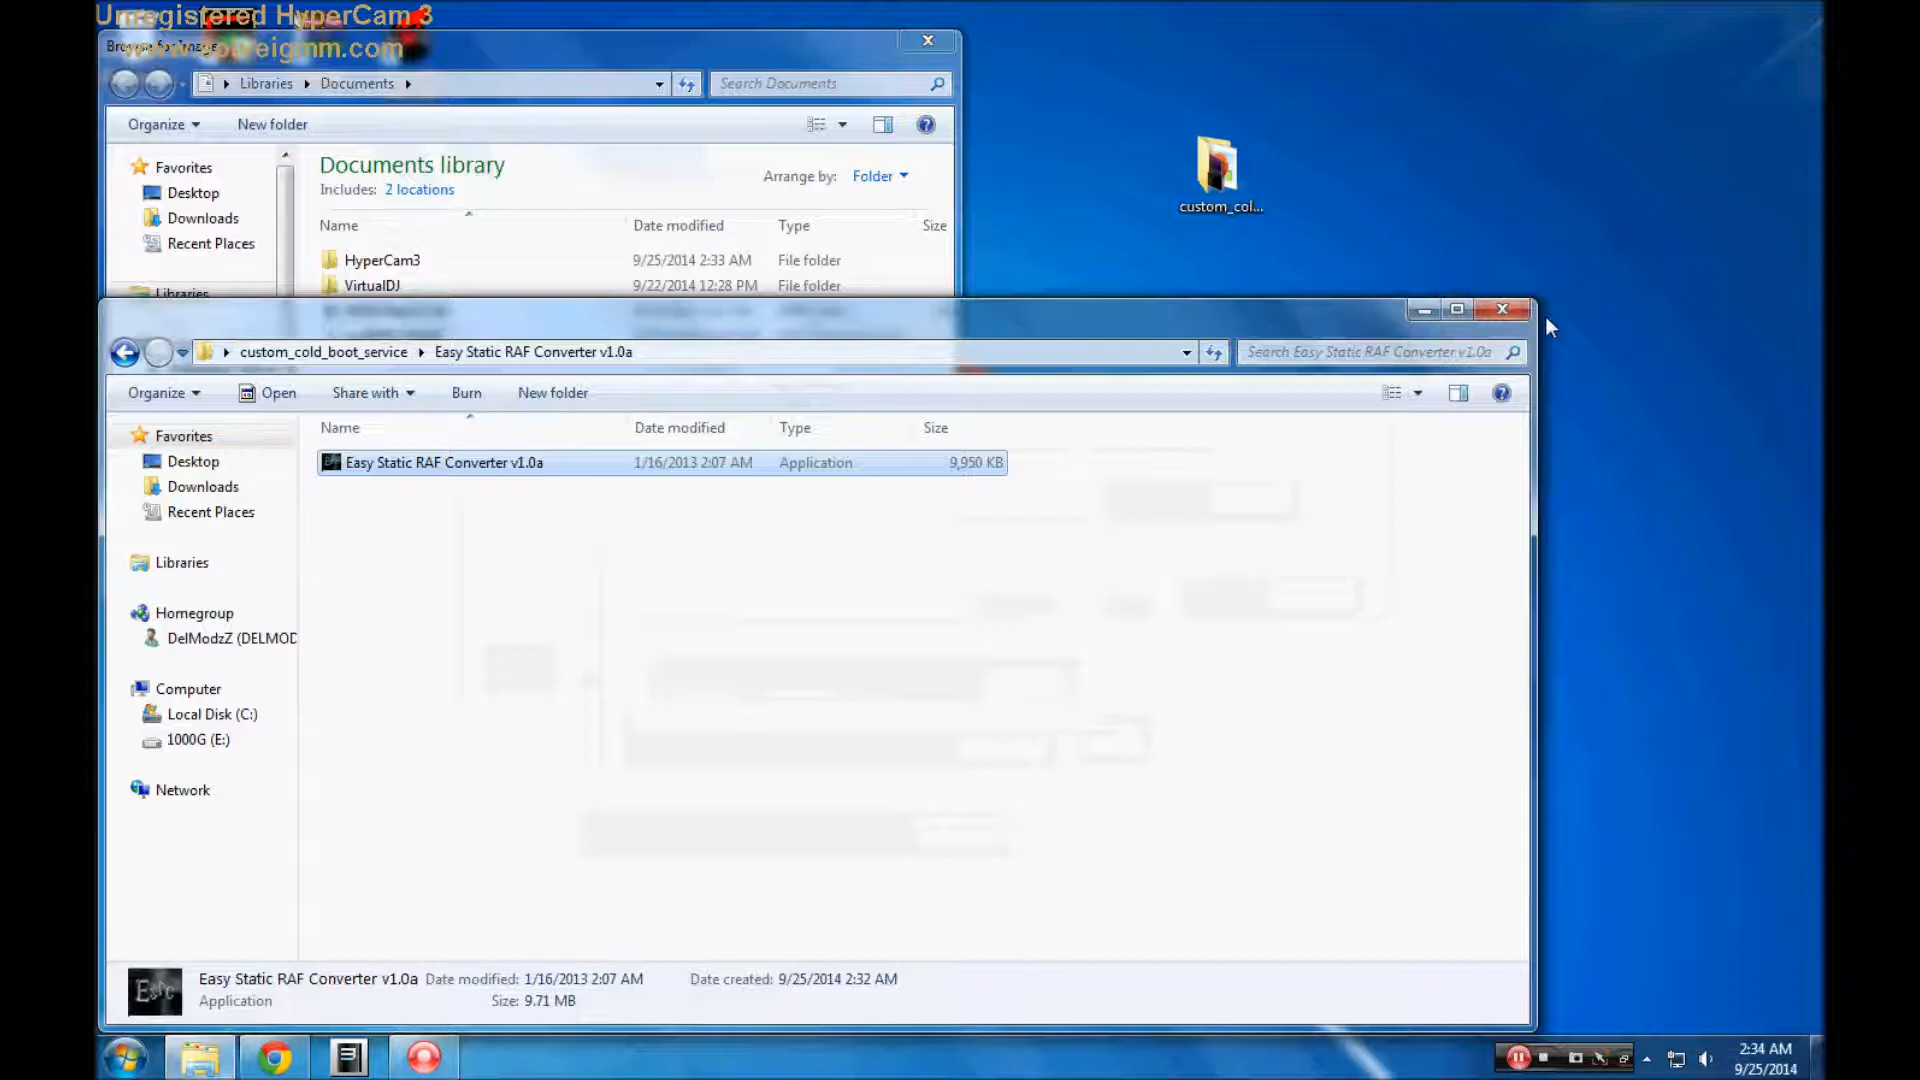 Unregistered HyperCam 3
Libraries
Documents
Search Documents
Organize
New folder
Favorites
Desktop
Downloads
Recent Places
Libraries
Documents library
Includes: 2 locations
Arrange by: Folder
Name
Date modified
Type
Size
HyperCam3
9/25/2014 2:33 AM
File folder
VirtualDJ
9/22/2014 12:28 PM
File folder
custom_col...
custom_cold_boot_service
Easy Static RAF Converter v1.0a
Search Easy Static RAF Converter v1.0a
Organize
Open
Share with
Burn
New folder
Favorites
Desktop
Downloads
Recent Places
Libraries
Homegroup
DelModzZ (DELMOD
Computer
Local Disk (C:)
1000G (E:)
Network
Name
Date modified
Type
Size
Easy Static RAF Converter v1.0a
1/16/2013 2:07 AM
Application
9,950 KB
Easy Static RAF Converter v1.0a Date modified: 1/16/2013 2:07 AM
Date created: 9/25/2014 2:32 AM
Application
Size: 9.71 MB
2:34 AM
9/25/2014